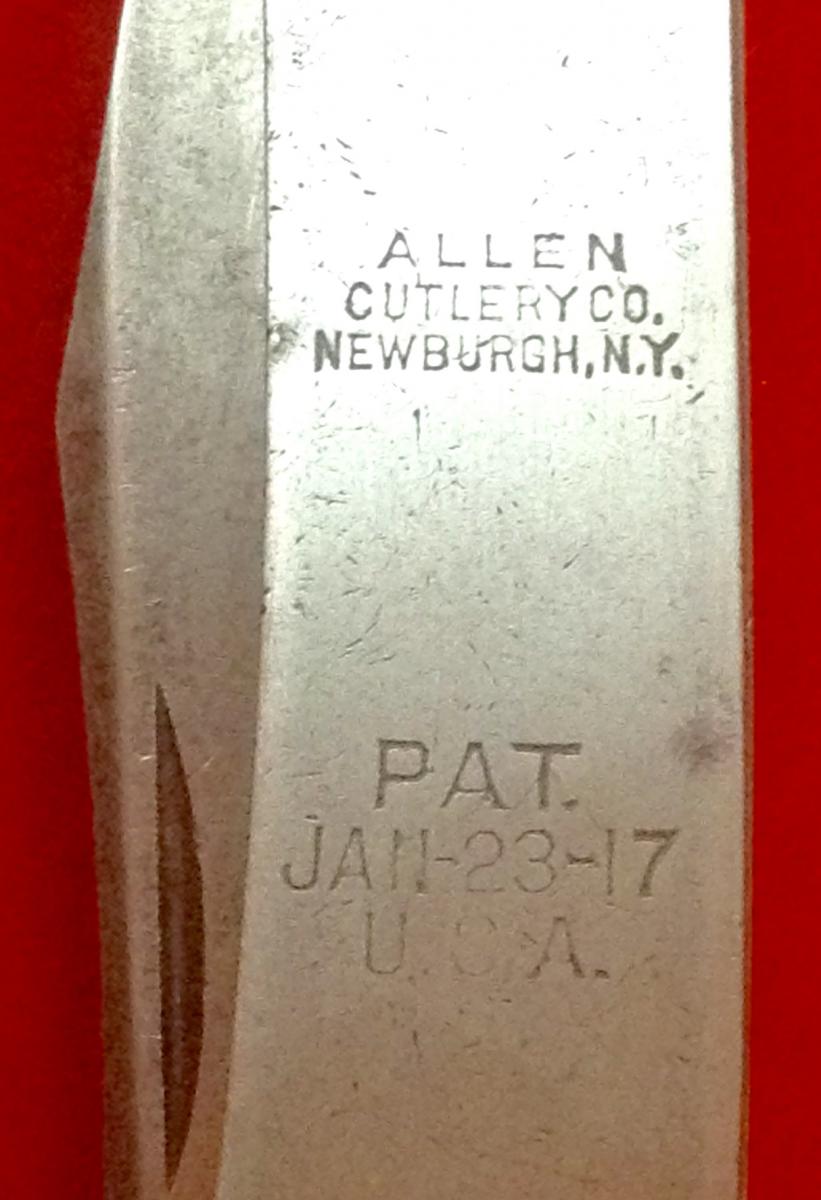 ALLEN
CUTLERY CO.
NEWBURGH, N.Y.
PAT.
JAN-23-17
U.S.A.